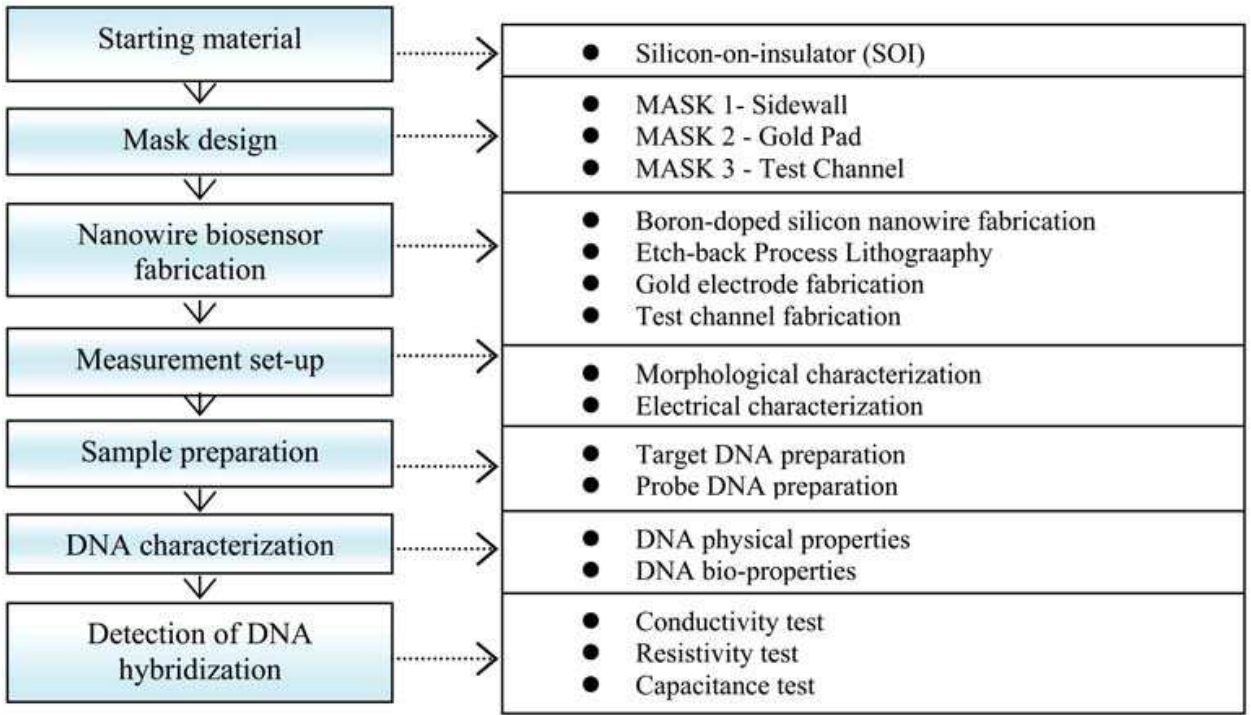 Starting material
Silicon-on-insulator (SOI)
Mask design
MASK 1- Sidewall
MASK 2 - Gold Pad
MASK 3 - Test Channel
Nanowire biosensor
fabrication
Boron-doped silicon nanowire fabrication
Etch-back Process Lithograaphy
Gold electrode fabrication
Test channel fabrication
Measurement set-up
Morphological characterization
Electrical characterization
Sample preparation
Target DNA preparation
Probe DNA preparation
DNA characterization
DNA physical properties
DNA bio-properties
Detection of DNA
hybridization
Conductivity test
Resistivity test
Capacitance test